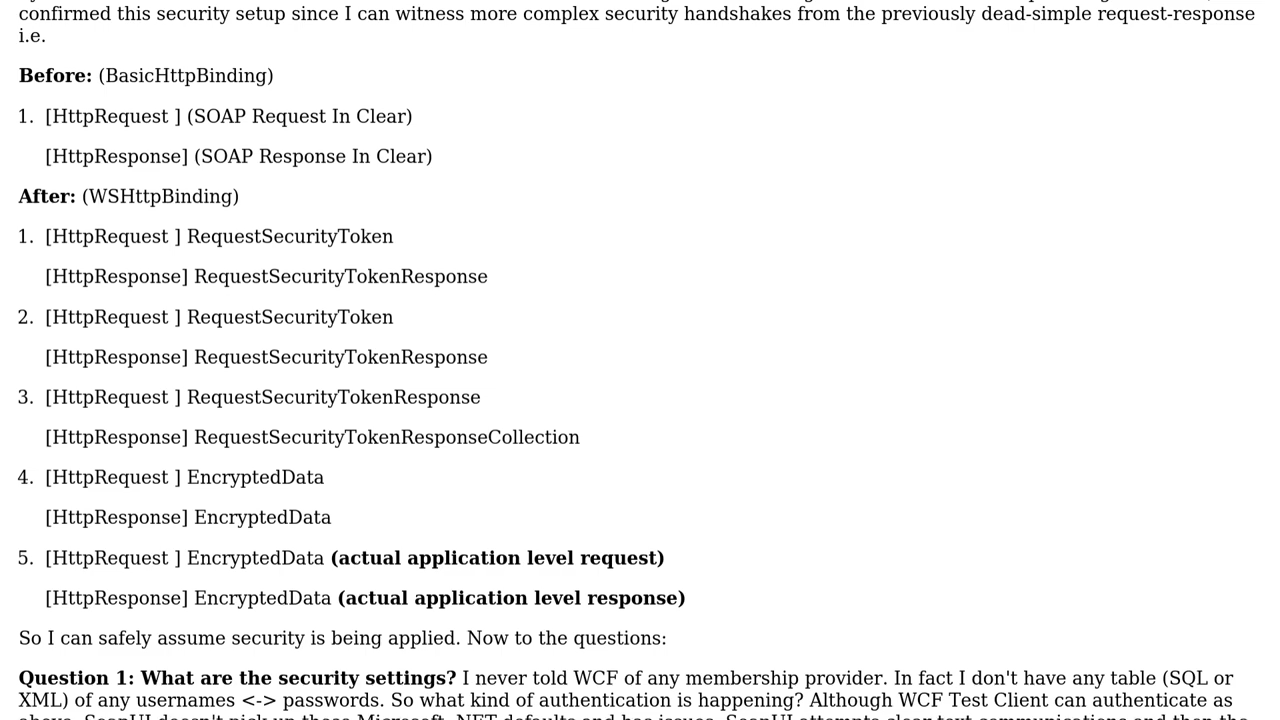 confirmed this security setup since I can witness more complex security handshakes from the previously dead-simple request-response
i.e.
Before: (BasicHttpBinding)
1. [HttpRequest ] (SOAP Request In Clear)
[HttpResponse] (SOAP Response In Clear)
After: (WSHttpBinding)
1. [HttpRequest ] RequestSecurityToken
[HttpResponse] RequestSecurityTokenResponse
2. [HttpRequest ] RequestSecurityToken
[HttpResponse] RequestSecurityTokenResponse
3. [HttpRequest ] RequestSecurityTokenResponse
[HttpResponse] RequestSecurityTokenResponseCollection
4. [HttpRequest ] EncryptedData
[HttpResponse] EncryptedData
5. [HttpRequest ] EncryptedData (actual application level request)
[HttpResponse] EncryptedData (actual application level response)
So I can safely assume security is being applied. Now to the questions:
Question 1: What are the security settings? I never told WCF of any membership provider. In fact I don't have any table (SQL or
XML) of any usernames <-> passwords. So what kind of authentication is happening? Although WCF Test Client can authenticate as